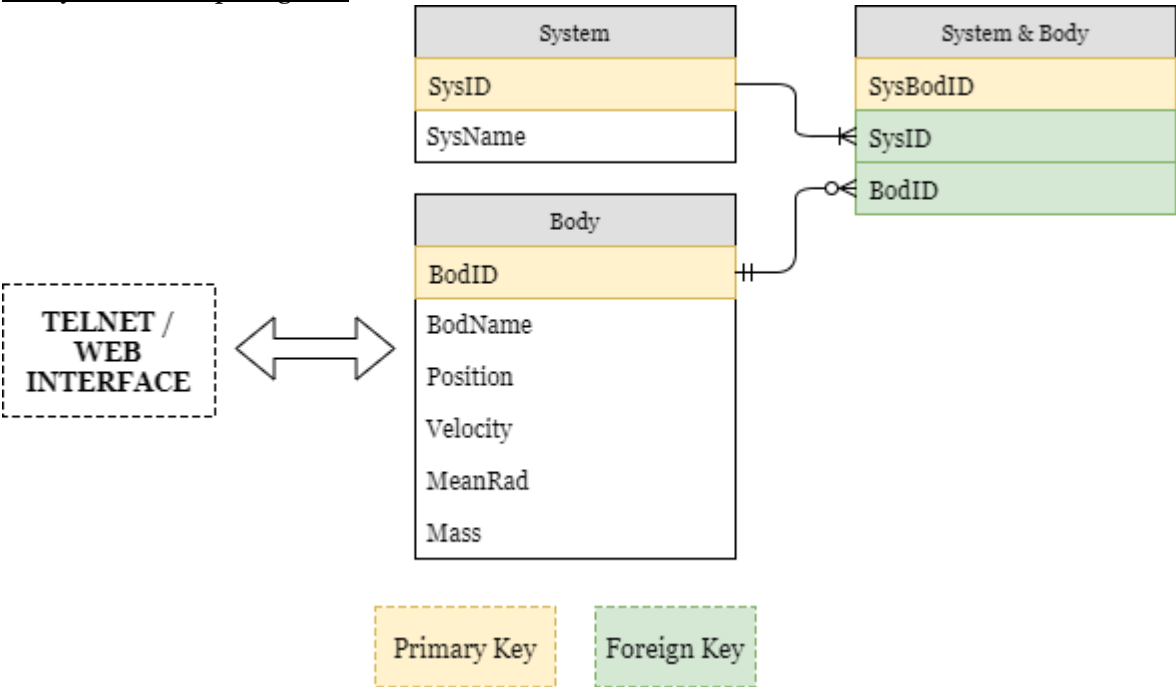 System
SysID
SysName
System & Body
SysBodID
SysID
BodID
Body
BodID
BodName
Position
Velocity
MeanRad
Mass
TELNET /
WEB
INTERFACE
Primary Key
Foreign Key